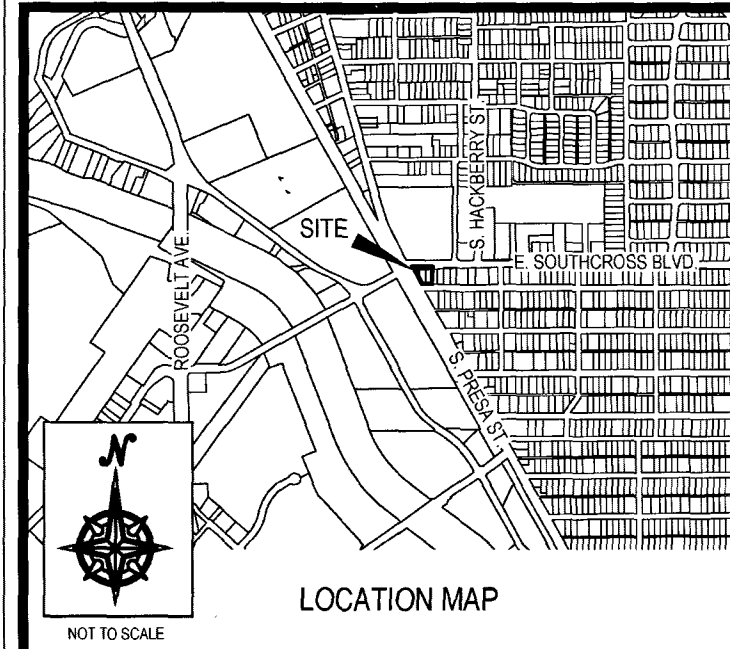 S. HACKBERRY ST.
SITE
E. SOUTHCROSS BLVD.
ROOSEVELT AVE.
S. PRESA ST.
N
LOCATION MAP
NOT TO SCALE